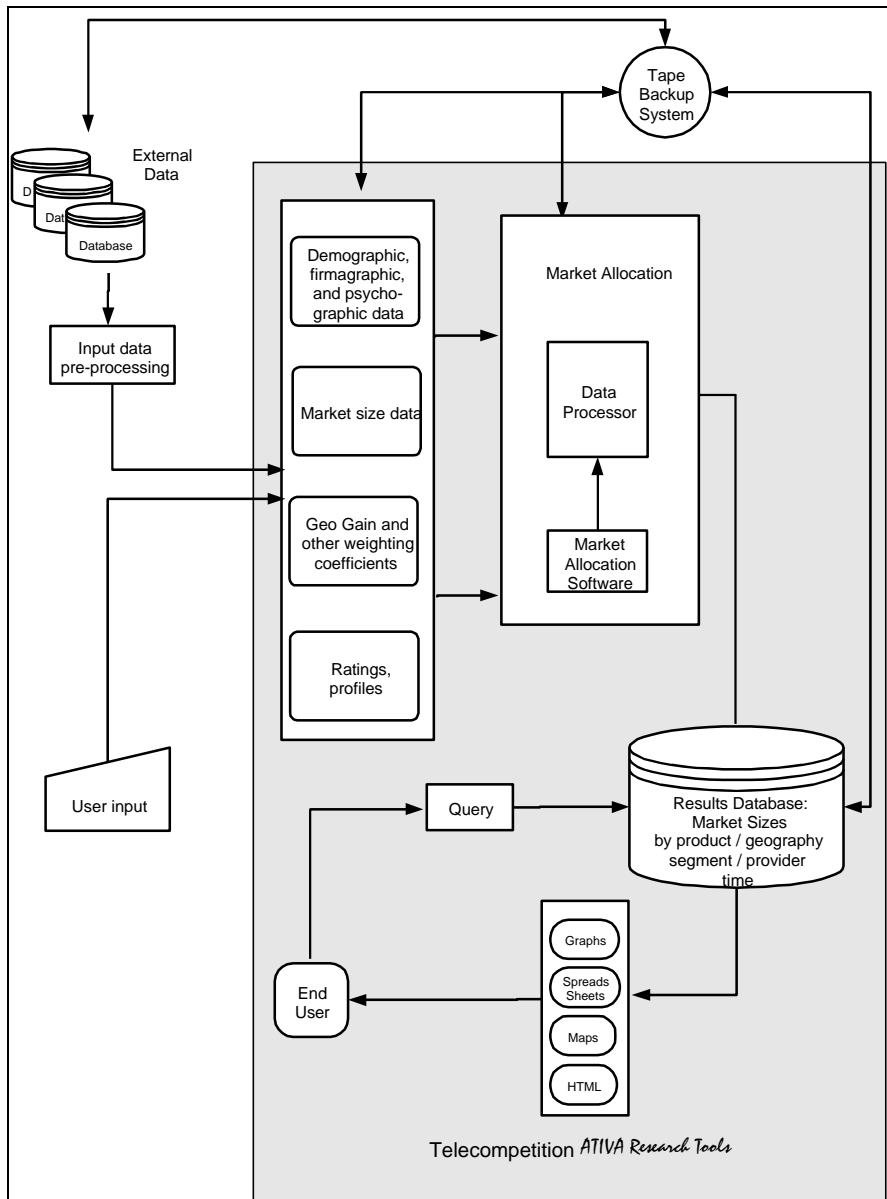 Tape
Backup
System
External
Data
D
Dat
Database
Input data
pre-processing
Demographic,
firmagraphic,
and psycho-
graphic data
Market size data
Geo Gain and
other weighting
coefficients
Ratings,
profiles
Market Allocation
Data
Processor
Market
Allocation
Software
User input
Query
Results Database:
Market Sizes
by product / geography
segment / provider
time
Graphs
Spreads
Sheets
Maps
HTML
End
User
Telecompetition ATIVA Research Tools